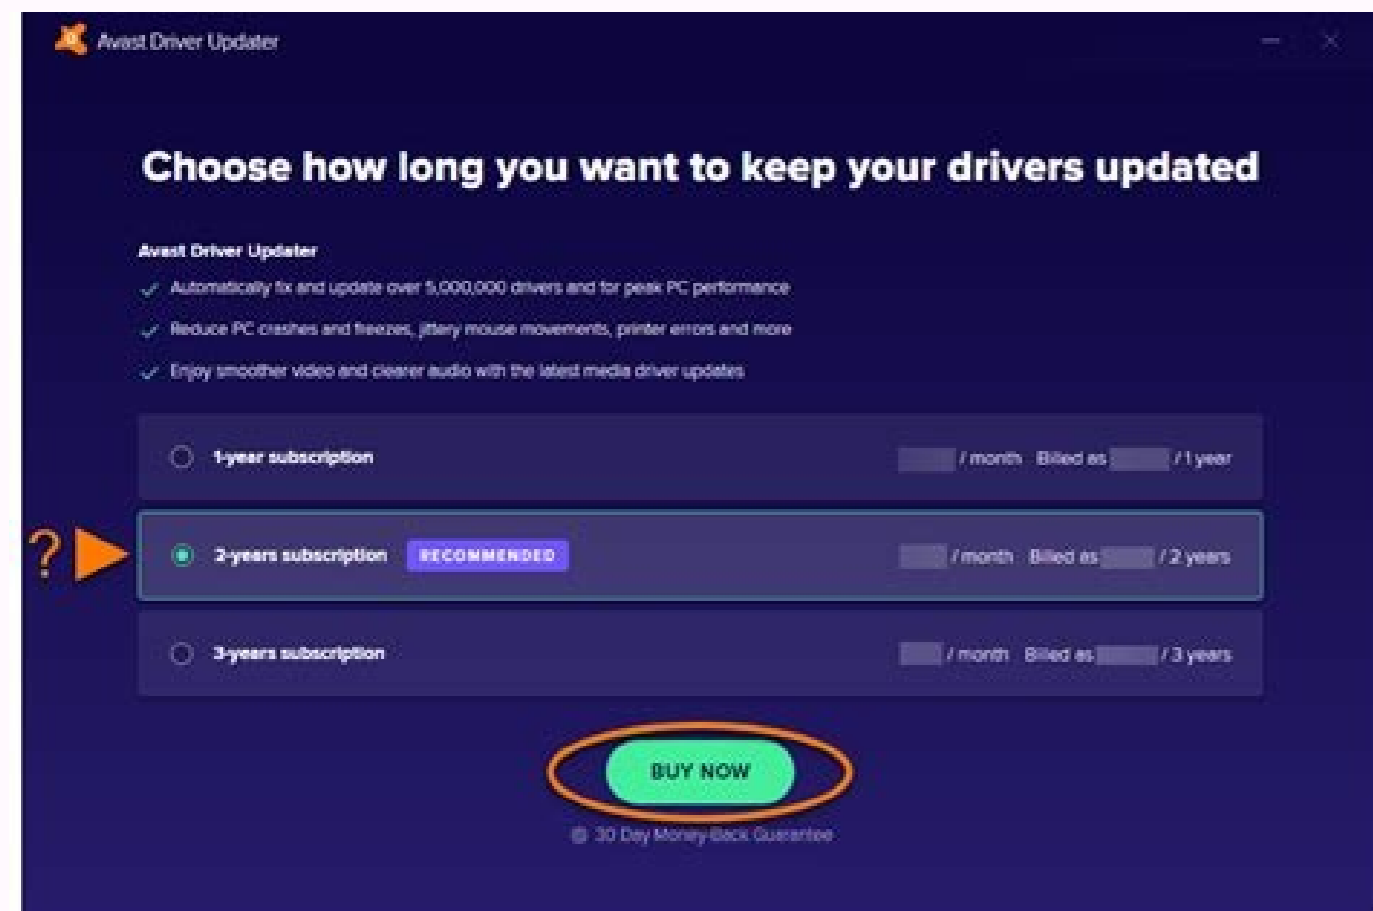 Avast Driver Updater
Choose how long you want to keep your drivers updated
Avast Driver Updater
Automatically fix and update over 5,000,000 drivers and for peak PC performance
Reduce PC crashes and freezes, jittery mouse movements, printer errors and more
Enjoy smoother video and clearer audio with the latest media driver updates
1-year subscription / month Billed as / 1 year
? 2-years subscription RECOMMENDED / month Billed as / 2 years
3-years subscription / month Billed as / 3 years
BUY NOW
30 Day Money-Back Guarantee